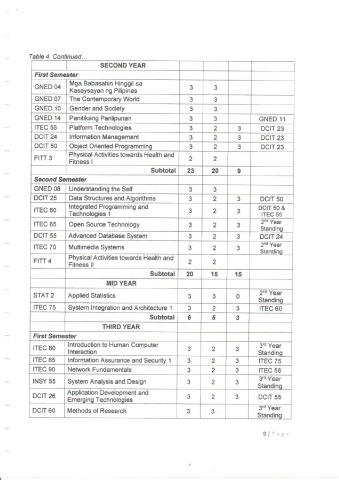 Table 4. Continued...
SECOND YEAR
First Semester
GNED 04 Mga Babasahin Hinggil sa Kasaysayan ng Pilipinas 3 3
GNED 07 The Contemporary World 3 3
GNED 10 Gender and Society 3 3
GNED 14 Panitikang Panlipunan 3 3 GNED 11
ITEC 55 Platform Technologies 3 2 3 DCIT 23
DCIT 24 Information Management 3 2 3 DCIT 23
DCIT 50 Object Oriented Programming 3 2 3 DCIT 23
FITT 3 Physical Activities towards Health and Fitness I 2 2
Subtotal 23 20 9
Second Semester
GNED 08 Understanding the Self 3 3
DCIT 25 Data Structures and Algorithms 3 2 3 DCIT 50
ITEC 60 Integrated Programming and Technologies 1 3 2 3 DCIT 50 & ITEC 55
ITEC 65 Open Source Technology 3 2 3 2nd Year Standing
DCIT 55 Advanced Database System 3 2 3 DCIT 24
ITEC 70 Multimedia Systems 3 2 3 2nd Year Standing
FITT 4 Physical Activities towards Health and Fitness II 2 2
Subtotal 20 15 15
MID YEAR
STAT 2 Applied Statistics 3 3 0 2nd Year Standing
ITEC 75 System Integration and Architecture 1 3 2 3 ITEC 60
Subtotal 6 5 3
THIRD YEAR
First Semester
ITEC 80 Introduction to Human Computer Interaction 3 2 3 3rd Year Standing
ITEC 85 Information Assurance and Security 1 3 2 3 ITEC 75
ITEC 90 Network Fundamentals 3 2 3 ITEC 55
INSY 55 System Analysis and Design 3 2 3 3rd Year Standing
DCIT 26 Application Development and Emerging Technologies 3 2 3 DCIT 55
DCIT 60 Methods of Research 3 3 3rd Year Standing
9 | Page